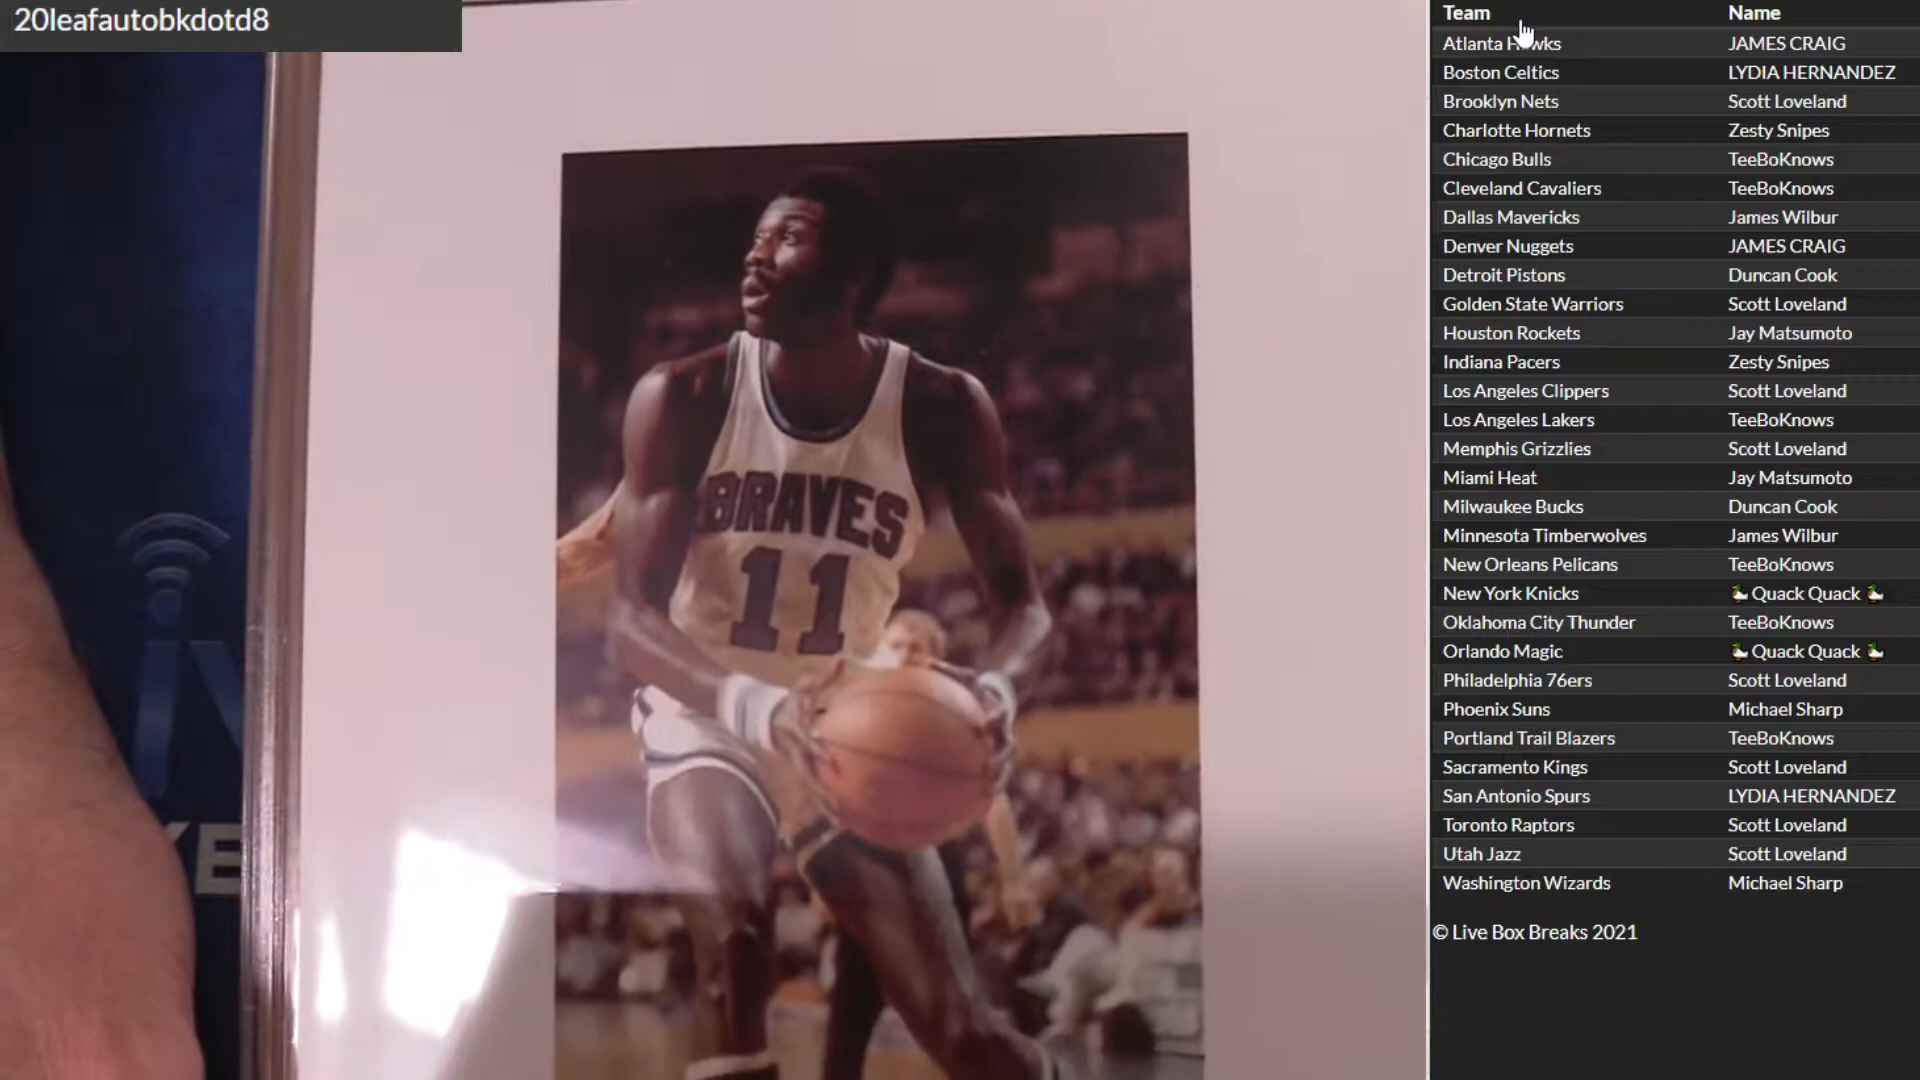 20leafautobkdotd8
Team Name
Atlanta Hawks JAMES CRAIG
Boston Celtics LYDIA HERNANDEZ
Brooklyn Nets Scott Loveland
Charlotte Hornets Zesty Snipes
Chicago Bulls TeeBoKnows
Cleveland Cavaliers TeeBoKnows
Dallas Mavericks James Wilbur
Denver Nuggets JAMES CRAIG
Detroit Pistons Duncan Cook
Golden State Warriors Scott Loveland
Houston Rockets Jay Matsumoto
Indiana Pacers Zesty Snipes
Los Angeles Clippers Scott Loveland
Los Angeles Lakers TeeBoKnows
Memphis Grizzlies Scott Loveland
Miami Heat Jay Matsumoto
Milwaukee Bucks Duncan Cook
Minnesota Timberwolves James Wilbur
New Orleans Pelicans TeeBoKnows
New York Knicks 🦆 Quack Quack 🦆
Oklahoma City Thunder TeeBoKnows
Orlando Magic 🦆 Quack Quack 🦆
Philadelphia 76ers Scott Loveland
Phoenix Suns Michael Sharp
Portland Trail Blazers TeeBoKnows
Sacramento Kings Scott Loveland
San Antonio Spurs LYDIA HERNANDEZ
Toronto Raptors Scott Loveland
Utah Jazz Scott Loveland
Washington Wizards Michael Sharp
© Live Box Breaks 2021
BRAVES
11